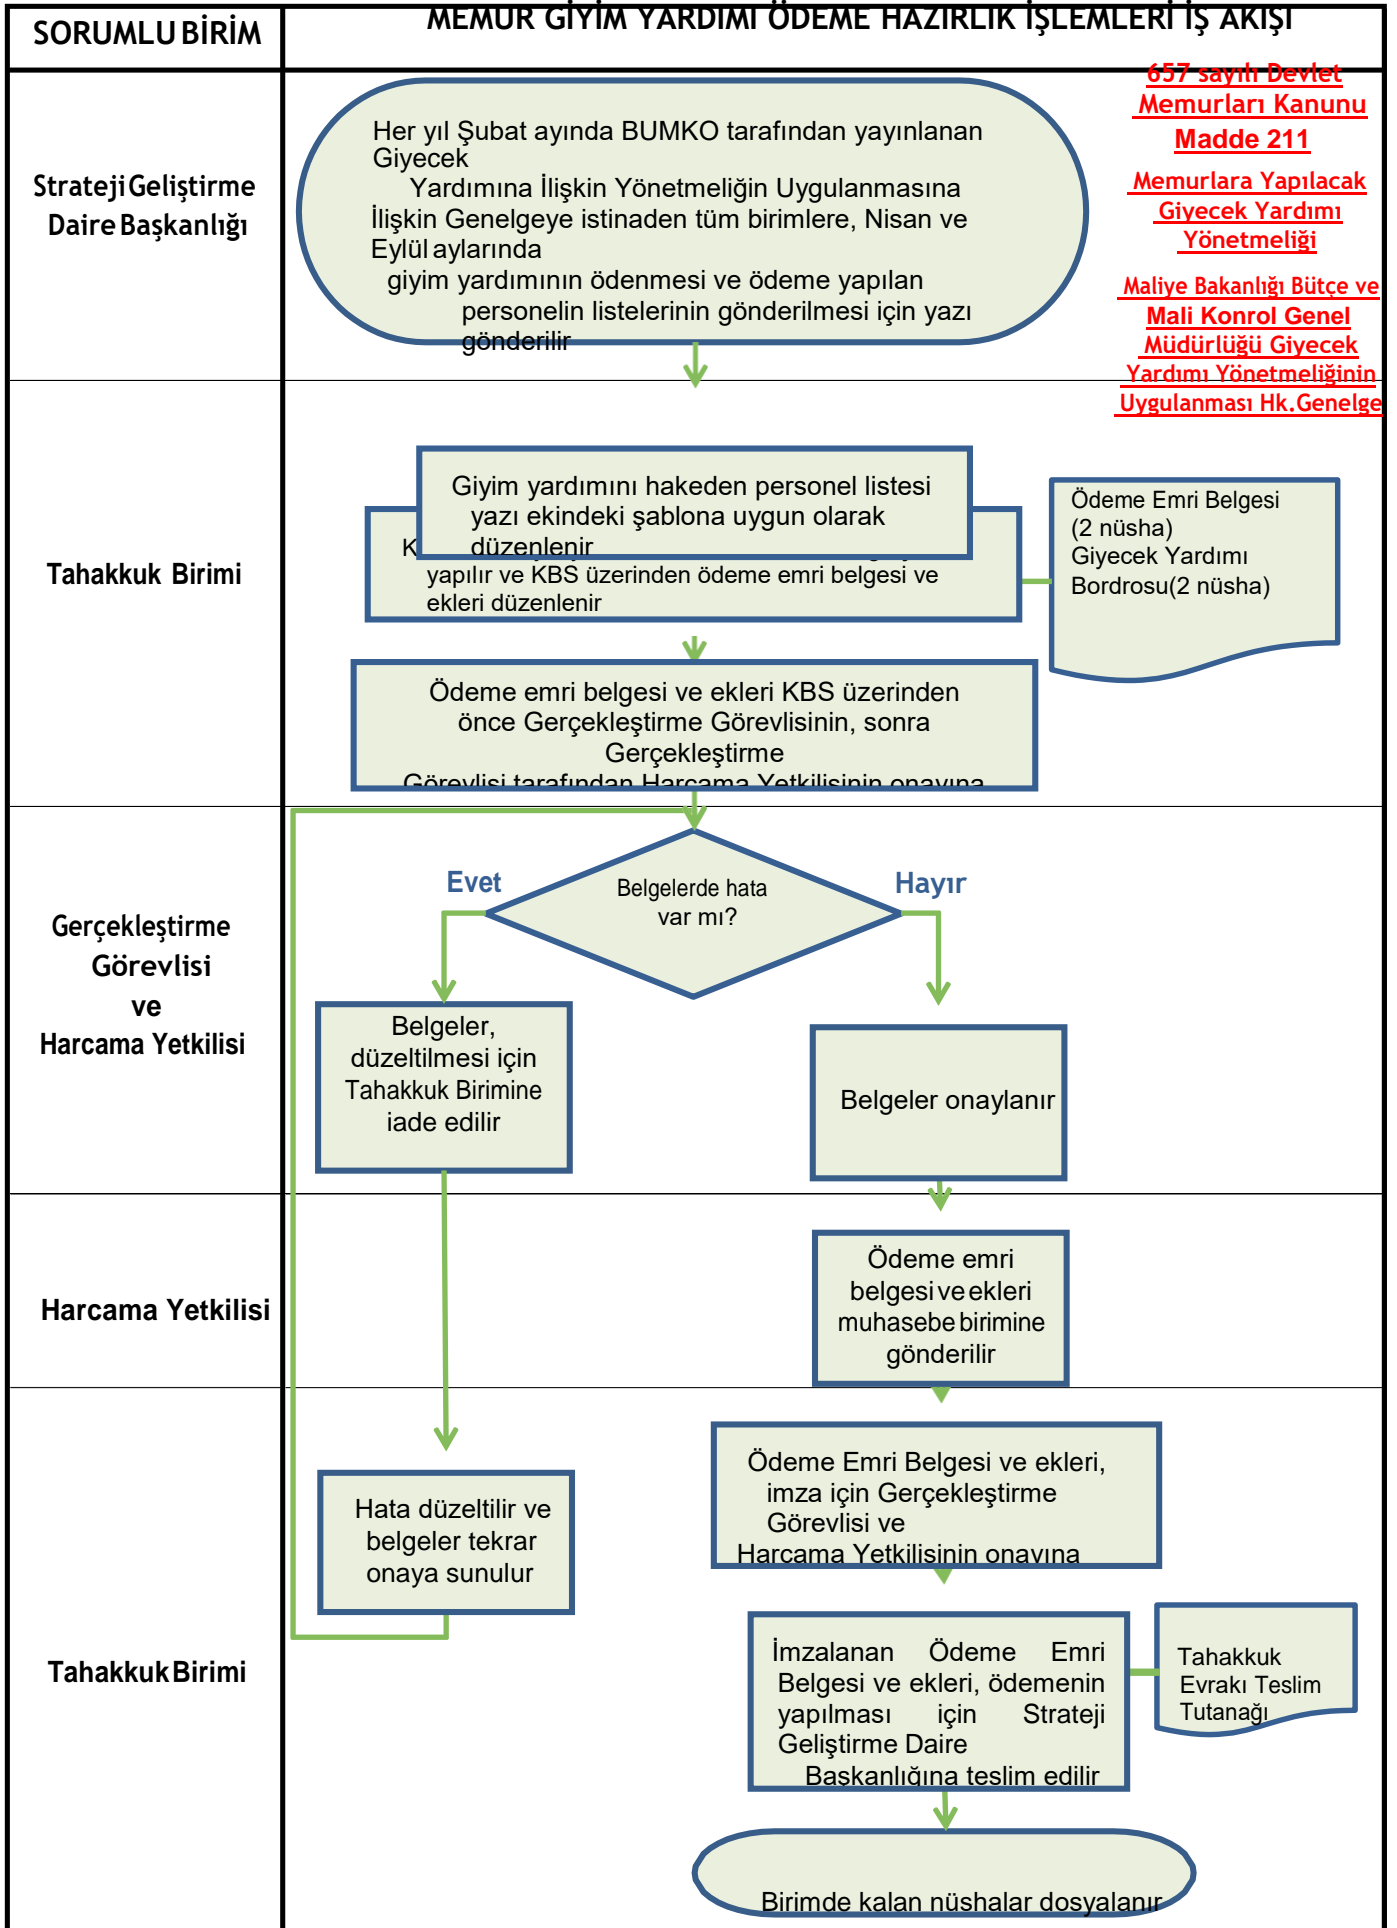 SORUMLU BİRİM
MEMUR GİYİM YARDIMI ÖDEME HAZIRLIK İŞLEMLERİ İŞ AKIŞI
Strateji Geliştirme
Daire Başkanlığı
Her yıl Şubat ayında BUMKO tarafından yayınlanan
Giyecek
Yardımına İlişkin Yönetmeliğin Uygulanmasına
İlişkin Genelgeye istinaden tüm birimlere, Nisan ve
Eylül aylarında
giyim yardımının ödenmesi ve ödeme yapılan
personelin listelerinin gönderilmesi için yazı
gönderilir
657 sayılı Devlet
Memurları Kanunu
Madde 211
Memurlara Yapılacak
Giyecek Yardımı
Yönetmeliği
Maliye Bakanlığı Bütçe ve
Mali Konrol Genel
Müdürlüğü Giyecek
Yardımı Yönetmeliğinin
Uygulanması Hk.Genelge
Tahakkuk Birimi
Giyim yardımını hakeden personel listesi
yazı ekindeki şablona uygun olarak
düzenlenir
yapılır ve KBS üzerinden ödeme emri belgesi ve
ekleri düzenlenir
Ödeme Emri Belgesi
(2 nüsha)
Giyecek Yardımı
Bordrosu(2 nüsha)
Ödeme emri belgesi ve ekleri KBS üzerinden
önce Gerçekleştirme Görevlisinin, sonra
Gerçekleştirme
Görevlisi tarafından Harcama Yetkilisinin onayına
Gerçekleştirme
Görevlisi
ve
Harcama Yetkilisi
Evet
Belgelerde hata
var mı?
Hayır
Belgeler,
düzeltilmesi için
Tahakkuk Birimine
iade edilir
Belgeler onaylanır
Harcama Yetkilisi
Ödeme emri
belgesi ve ekleri
muhasebe birimine
gönderilir
Tahakkuk Birimi
Hata düzeltilir ve
belgeler tekrar
onaya sunulur
Ödeme Emri Belgesi ve ekleri,
imza için Gerçekleştirme
Görevlisi ve
Harcama Yetkilisinin onayına
İmzalanan Ödeme Emri
Belgesi ve ekleri, ödemenin
yapılması için Strateji
Geliştirme Daire
Başkanlığına teslim edilir
Tahakkuk
Evrakı Teslim
Tutanağı
Birimde kalan nüshalar dosyalanır